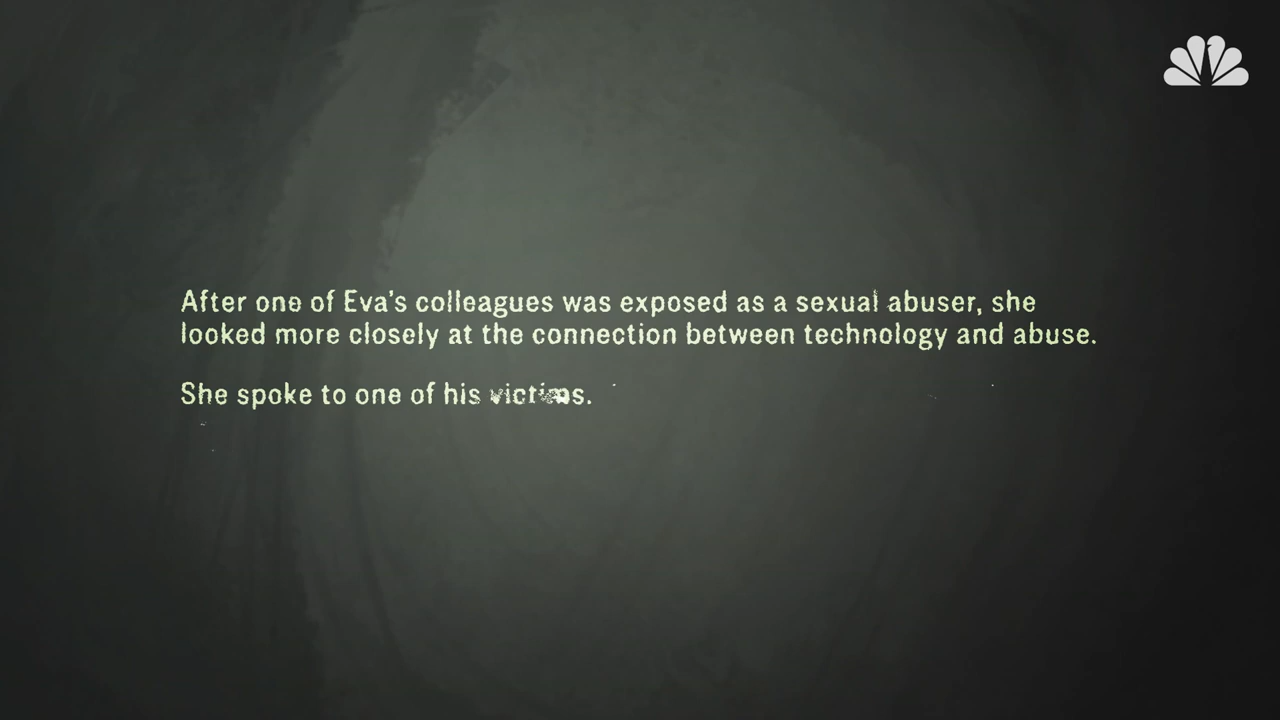 After one of Eva's colleagues was exposed as a sexual abuser, she
looked more closely at the connection between technology and abuse.
She spoke to one of his victims.